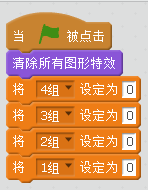 当 被点击
清除所有图形特效
将 4组 设定为 0
将 3组 设定为 0
将 2组 设定为 0
将 1组 设定为 0